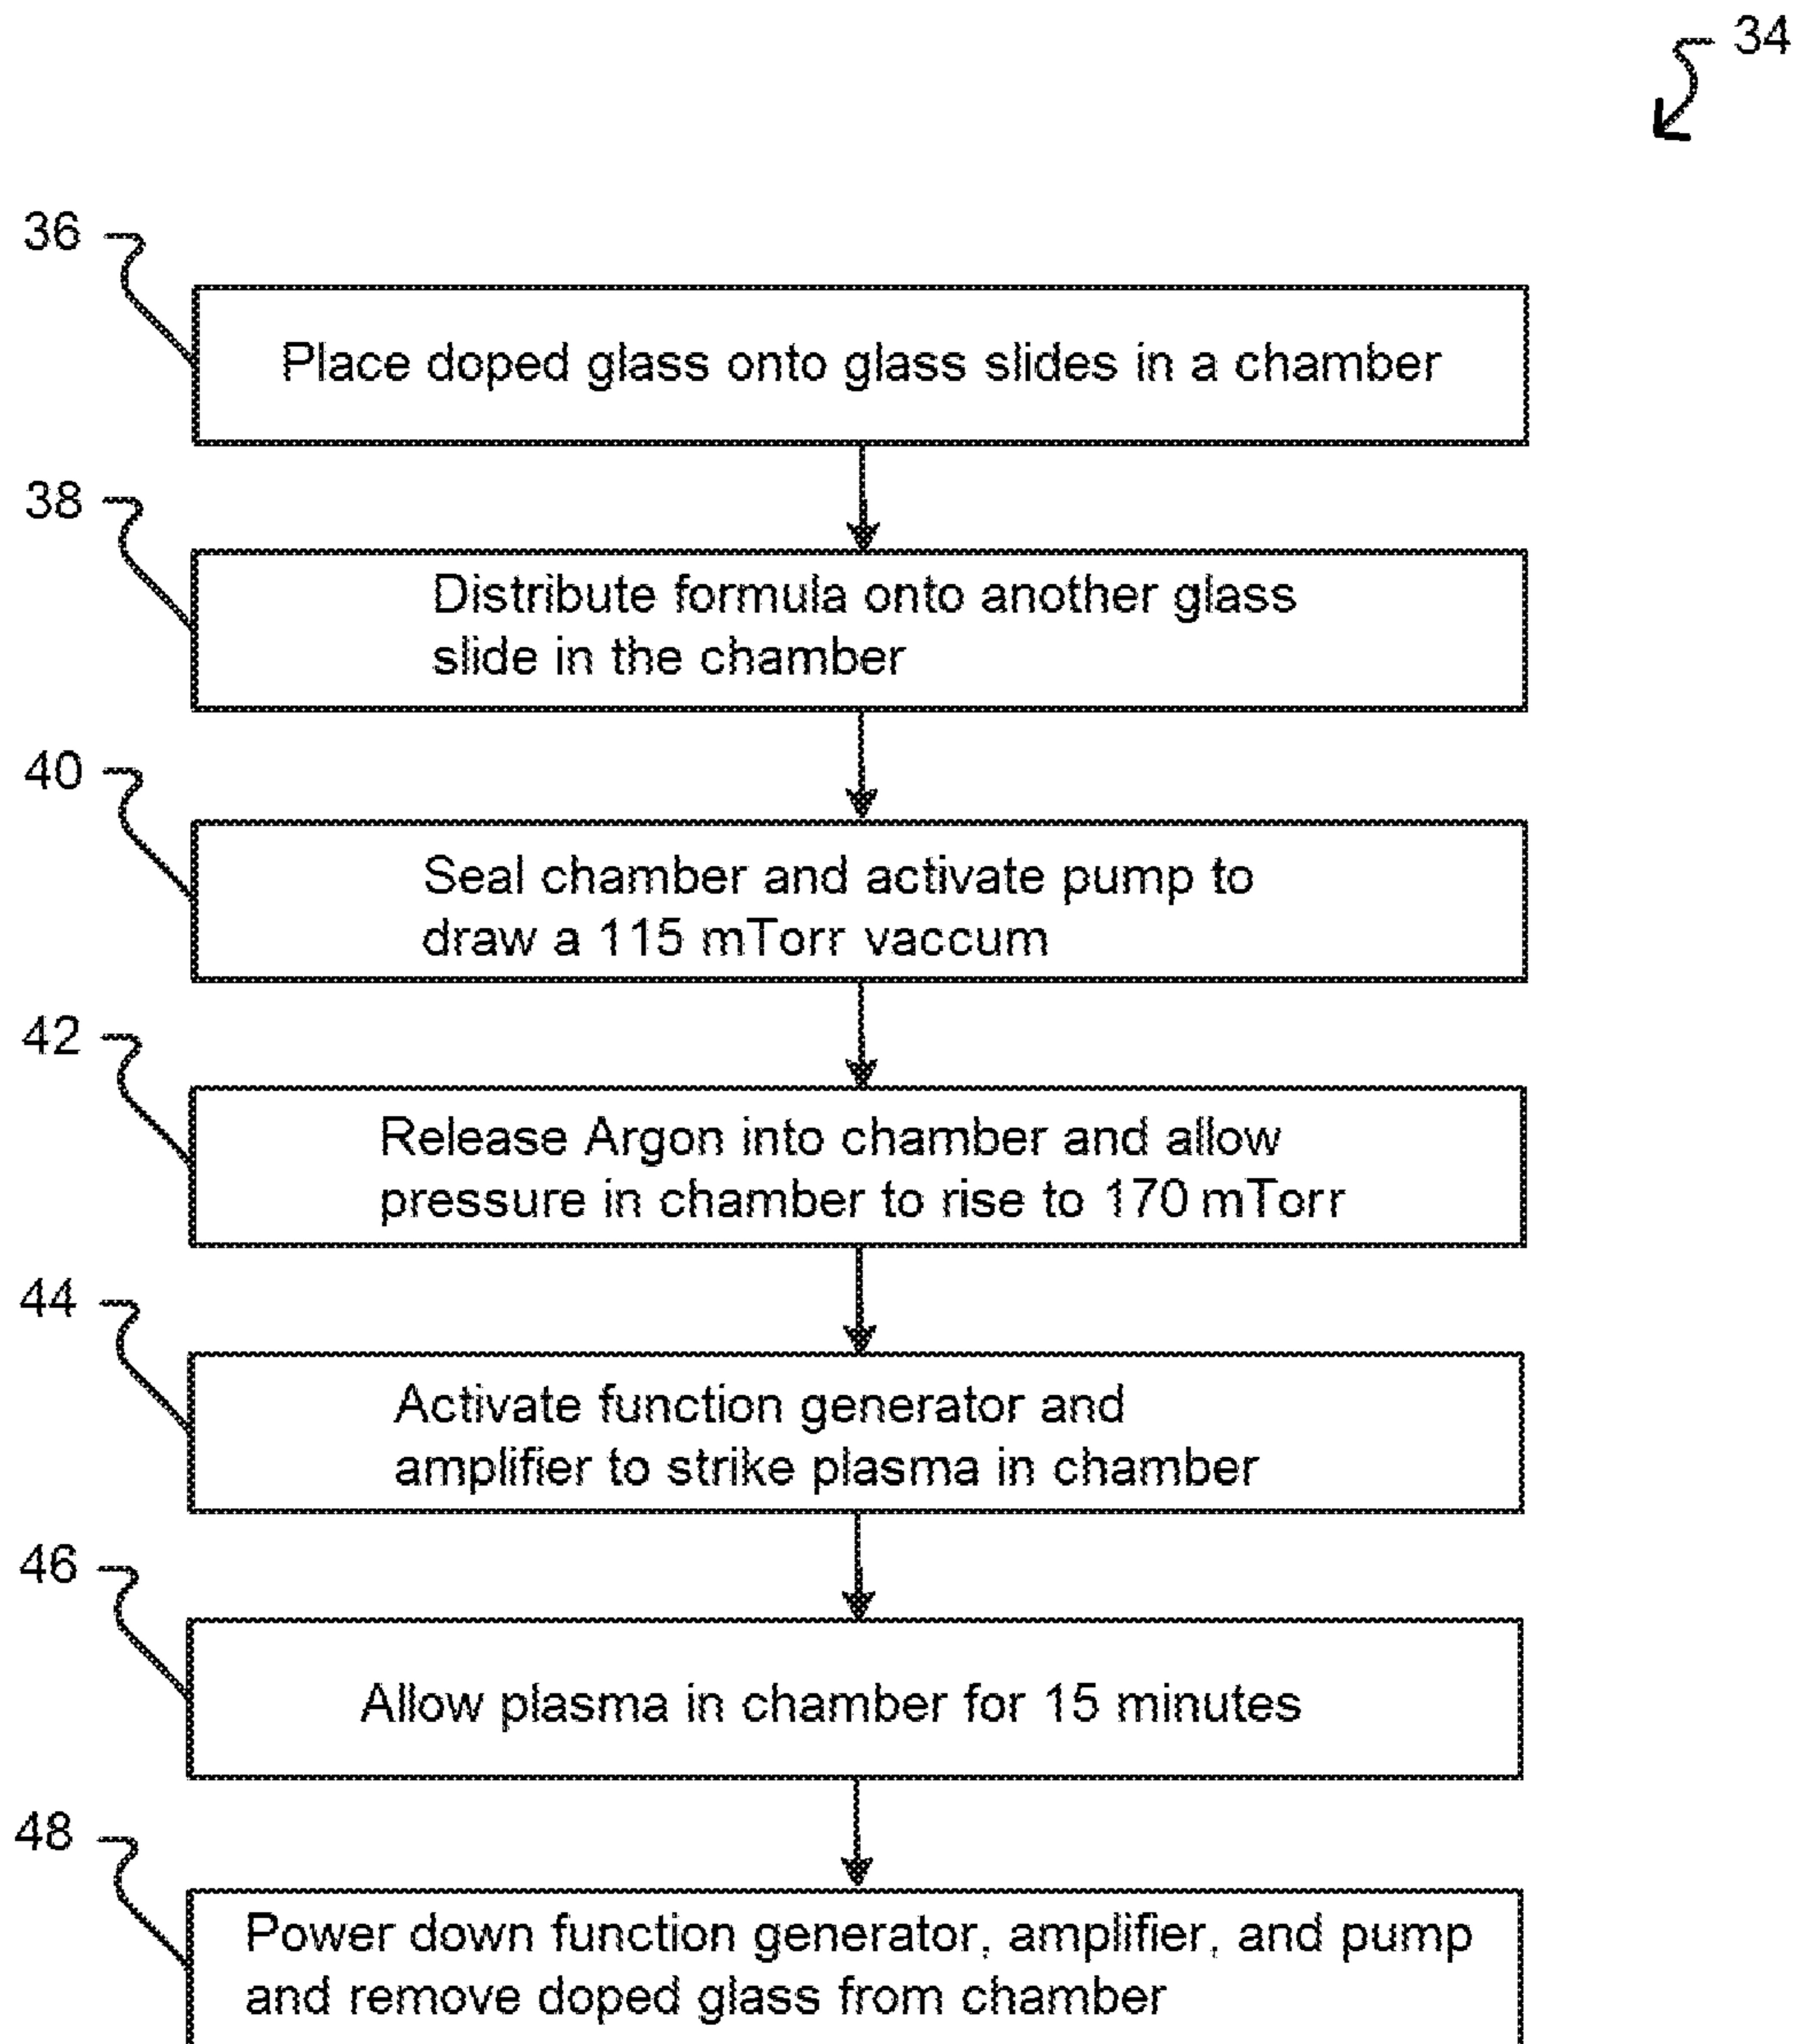 34
36
Place doped glass onto glass slides in a chamber
38
Distribute formula onto another glass
slide in the chamber
40
Seal chamber and activate pump to
draw a 115 mTorr vaccum
42
Release Argon into chamber and allow
pressure in chamber to rise to 170 mTorr
44
Activate function generator and
amplifier to strike plasma in chamber
46
Allow plasma in chamber for 15 minutes
48
Power down function generator, amplifier, and pump
and remove doped glass from chamber